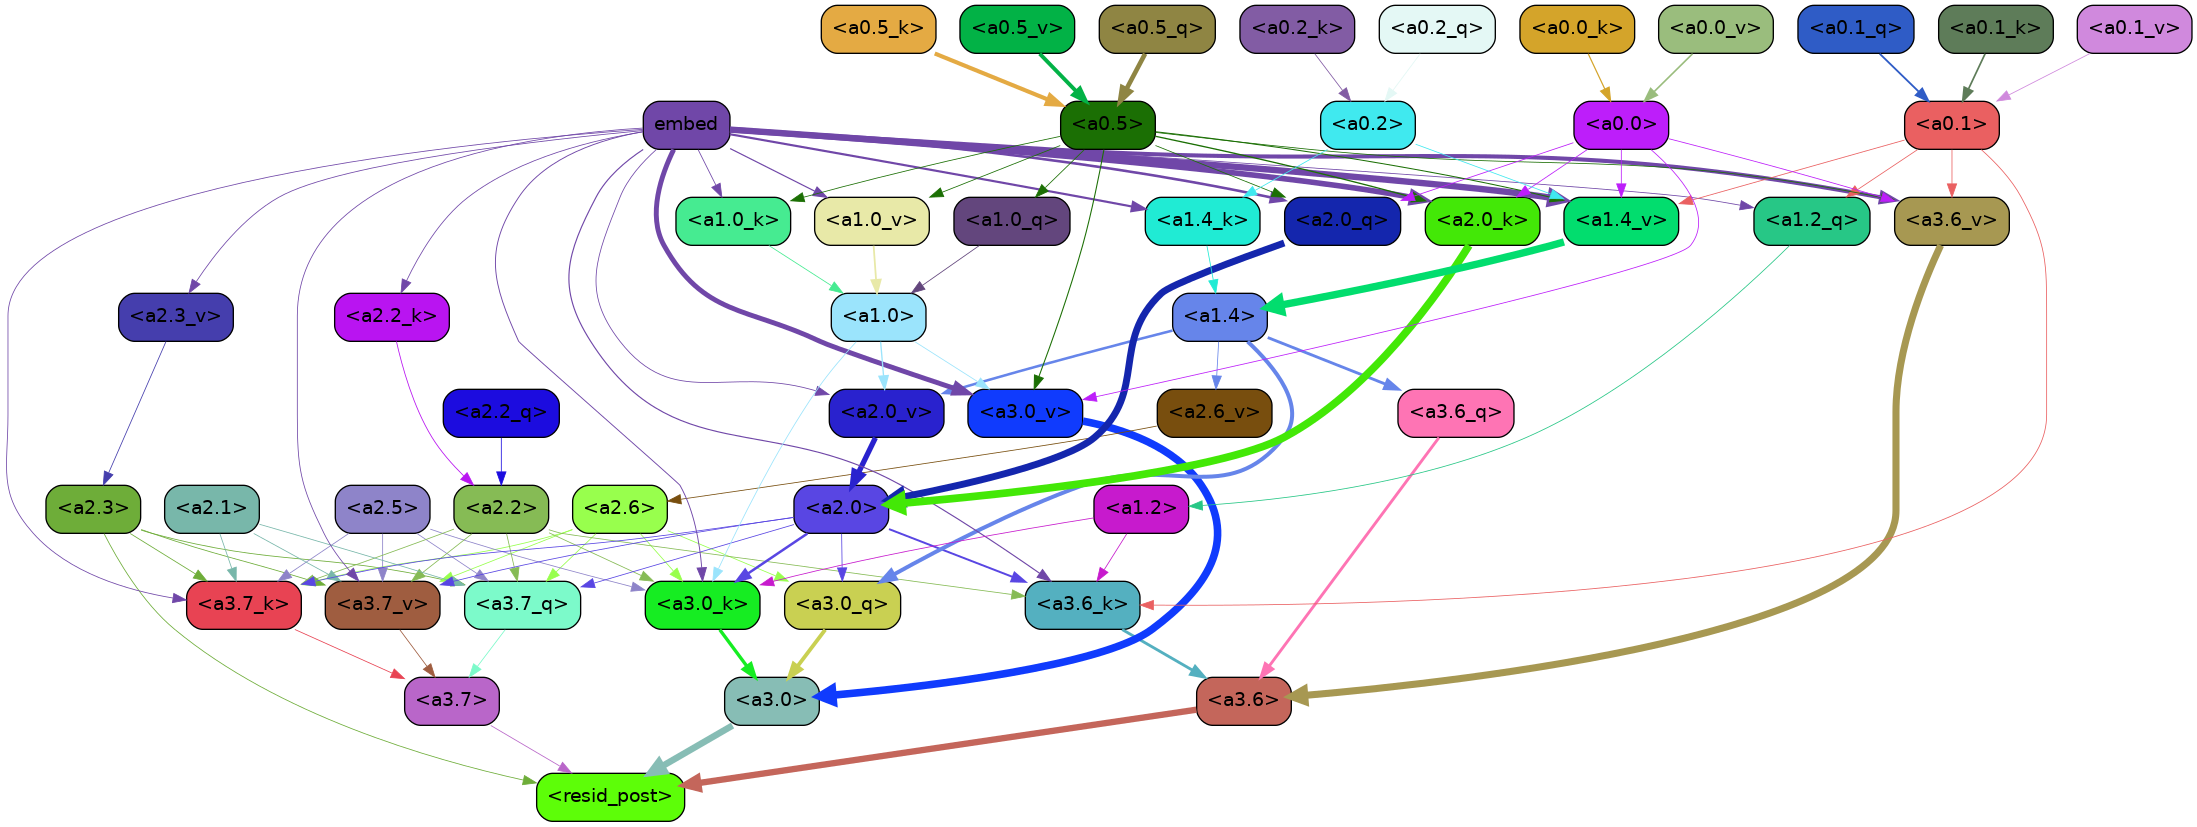 <a0.5_k> <a0.5_v> <a0.5_q> <a0.2_k> <a0.2_q> <a0.0_k> <a0.0_v> <a0.1_q> <a0.1_k> <a0.1_v>
embed <a0.5> <a0.2> <a0.0> <a0.1>
<a1.0_k> <a1.0_v> <a1.0_q> <a1.4_k> <a2.0_q> <a2.0_k> <a1.4_v> <a1.2_q> <a3.6_v>
<a2.3_v> <a2.2_k> <a1.0> <a1.4>
<a2.2_q> <a2.0_v> <a3.0_v> <a2.6_v> <a3.6_q>
<a2.3> <a2.1> <a2.5> <a2.2> <a2.6> <a2.0> <a1.2>
<a3.7_k> <a3.7_v> <a3.7_q> <a3.0_k> <a3.0_q> <a3.6_k>
<a3.7> <a3.0> <a3.6>
<resid_post>